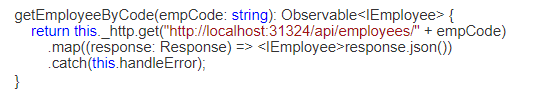 getEmployeeByCode(empCode: string): Observable<IEmployee> {
return this._http.get("http://localhost:31324/api/employees/" + empCode)
.map((response: Response) => <IEmployee>response.json())
.catch(this.handleError);
}